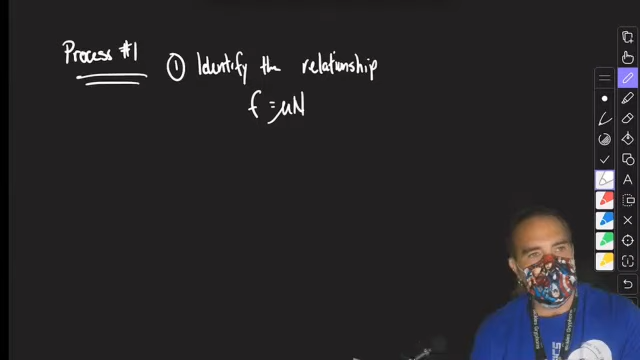 Process #1
① Identify the relationship
f = μN